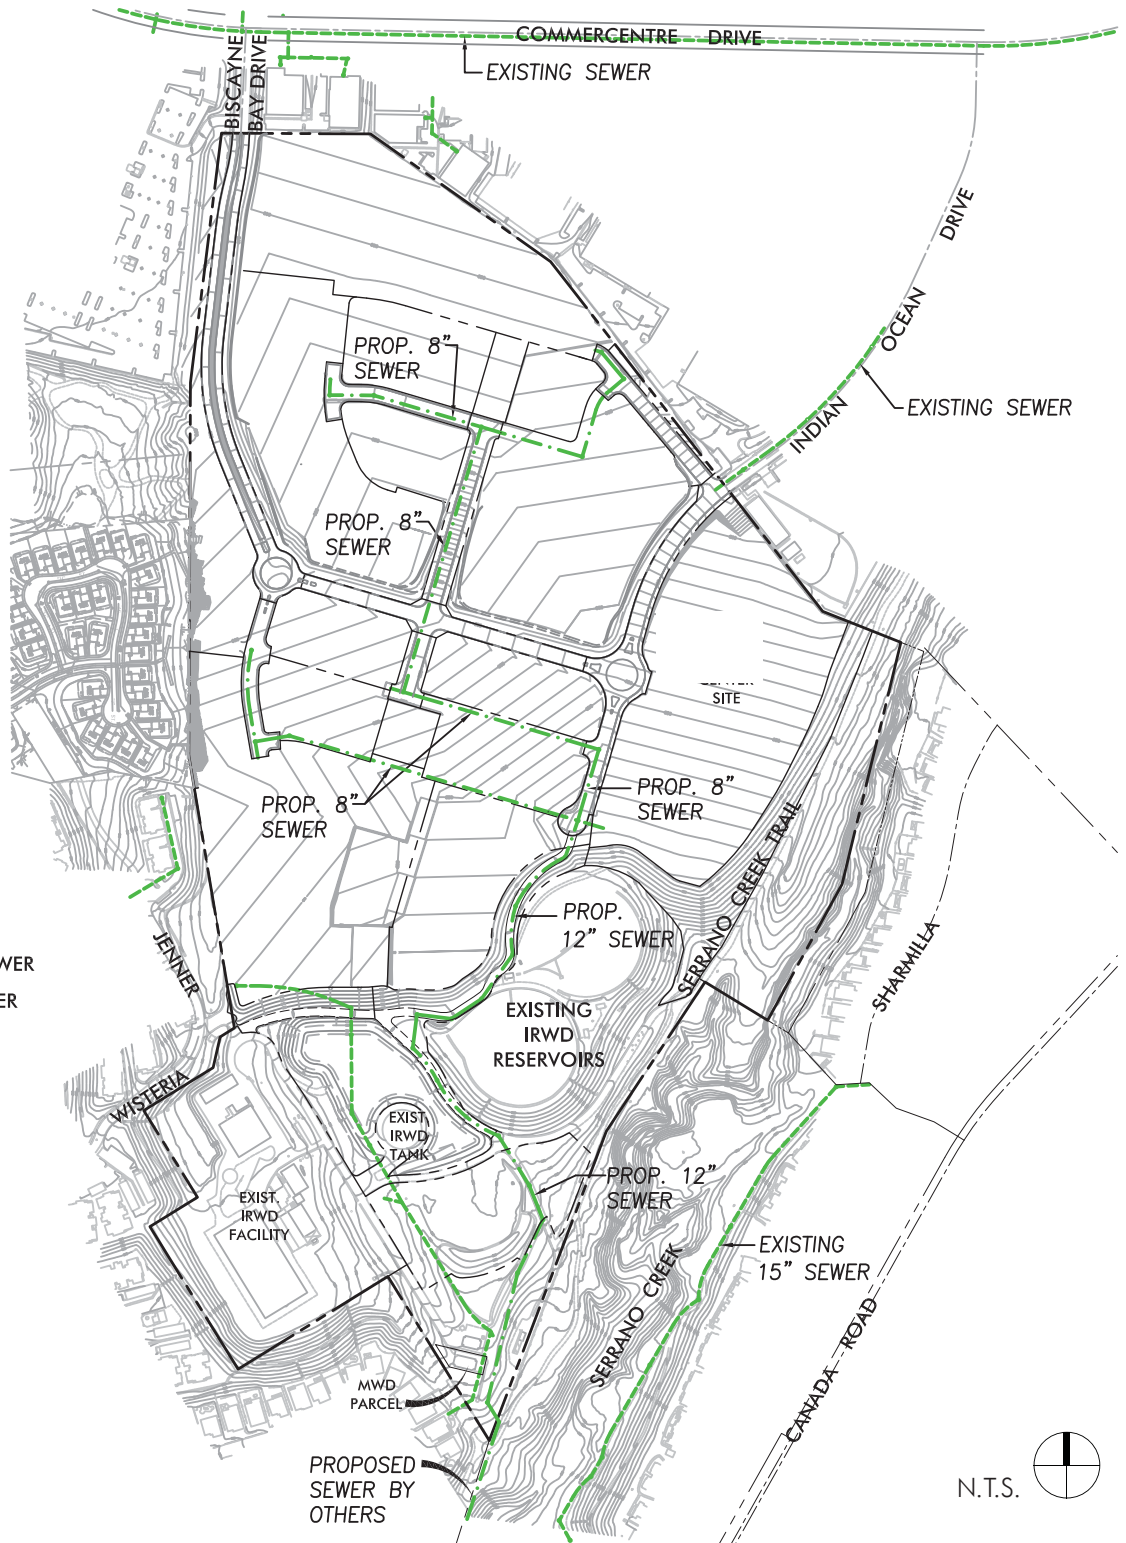 COMMERCENTRE DRIVE
EXISTING SEWER
BISCAYNE
BAY DRIVE
DRIVE
OCEAN
INDIAN
EXISTING SEWER
PROP. 8”
SEWER
PROP. 8”
SEWER
SITE
PROP. 8”
SEWER
PROP. 8”
SEWER
SERRANO CREEK TRAIL
PROP.
12” SEWER
JENNER
SHARMILLA
EXISTING
IRWD
RESERVOIRS
WISTERIA
EXIST.
IRWD
TANK
EXIST.
IRWD
FACILITY
PROP. 12”
SEWER
EXISTING
15” SEWER
SERRANO CREEK
CANADA ROAD
MWD
PARCEL
PROPOSED
SEWER BY
OTHERS
N.T.S.